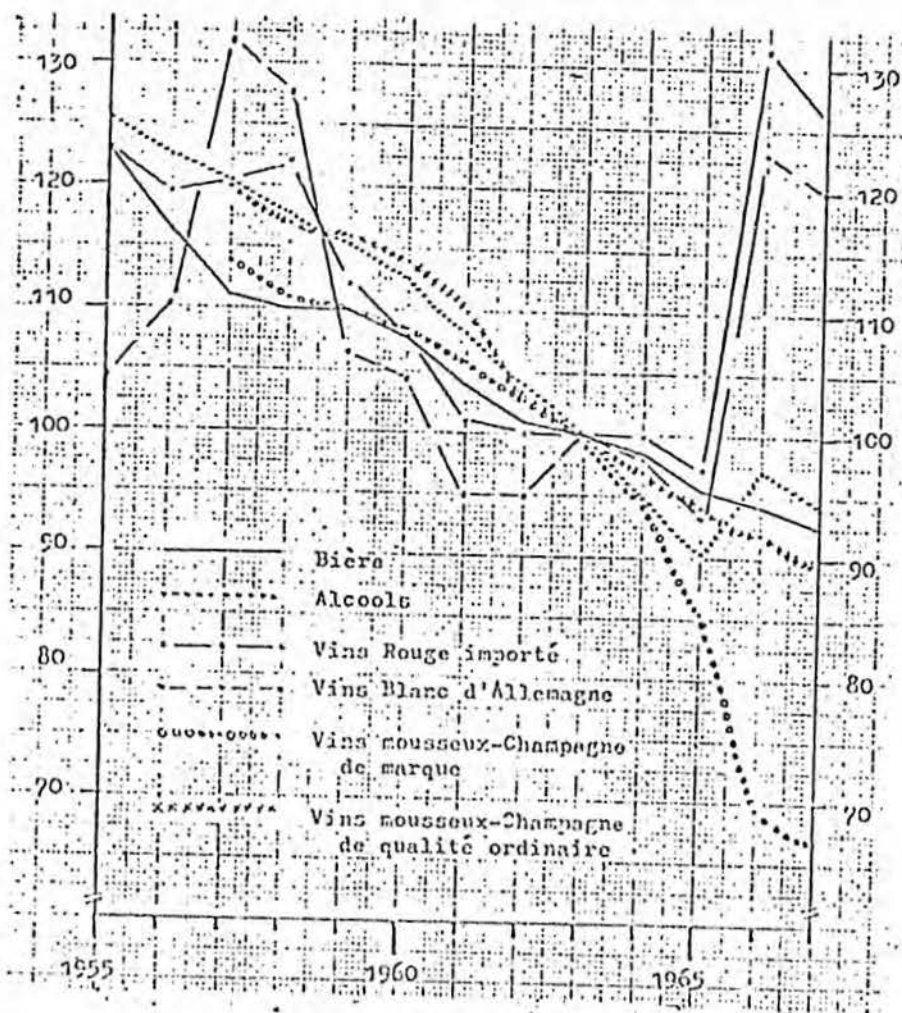 130
120
110
100
90
80
70
130
120
110
100
90
80
70
Bière
Alcools
Vins Rouge importé
Vins Blanc d'Allemagne
Vins mousseux-Champagne
de marque
Vins mousseux-Champagne
de qualité ordinaire
1955
1960
1965